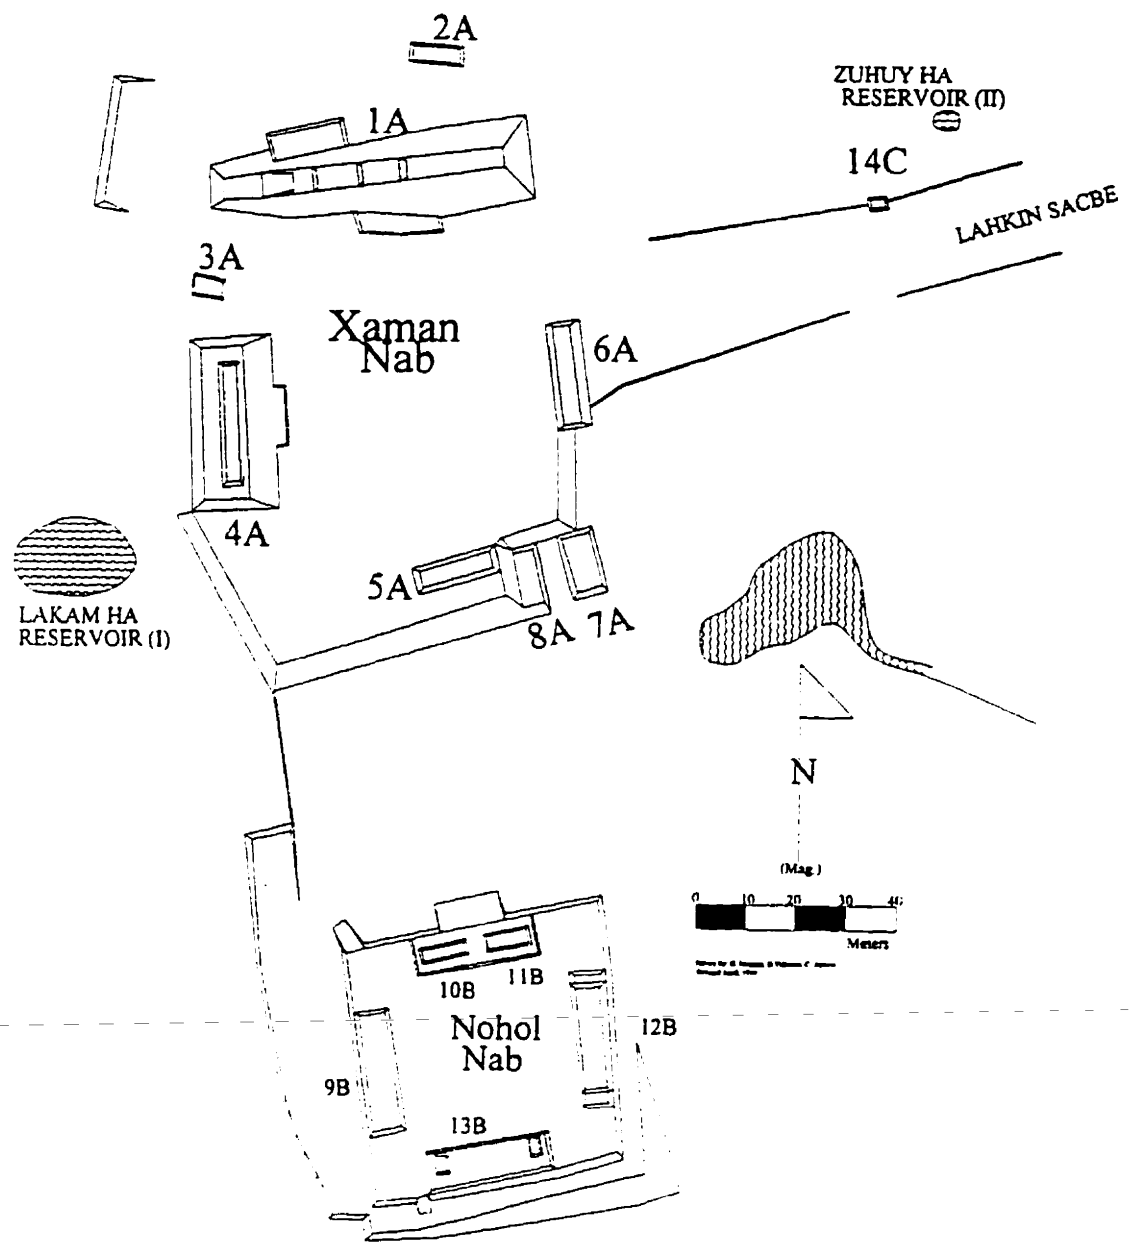 2A
ZUHUY HA
RESERVOIR (II)
1A
14C
LAHKIN SACBE
3A
Xaman
Nab
6A
4A
5A
8A
7A
LAKAM HA
RESERVOIR (I)
N
(Mag.)
0 10 20 30 40
Meters
10B
11B
Nohol
Nab
12B
9B
13B